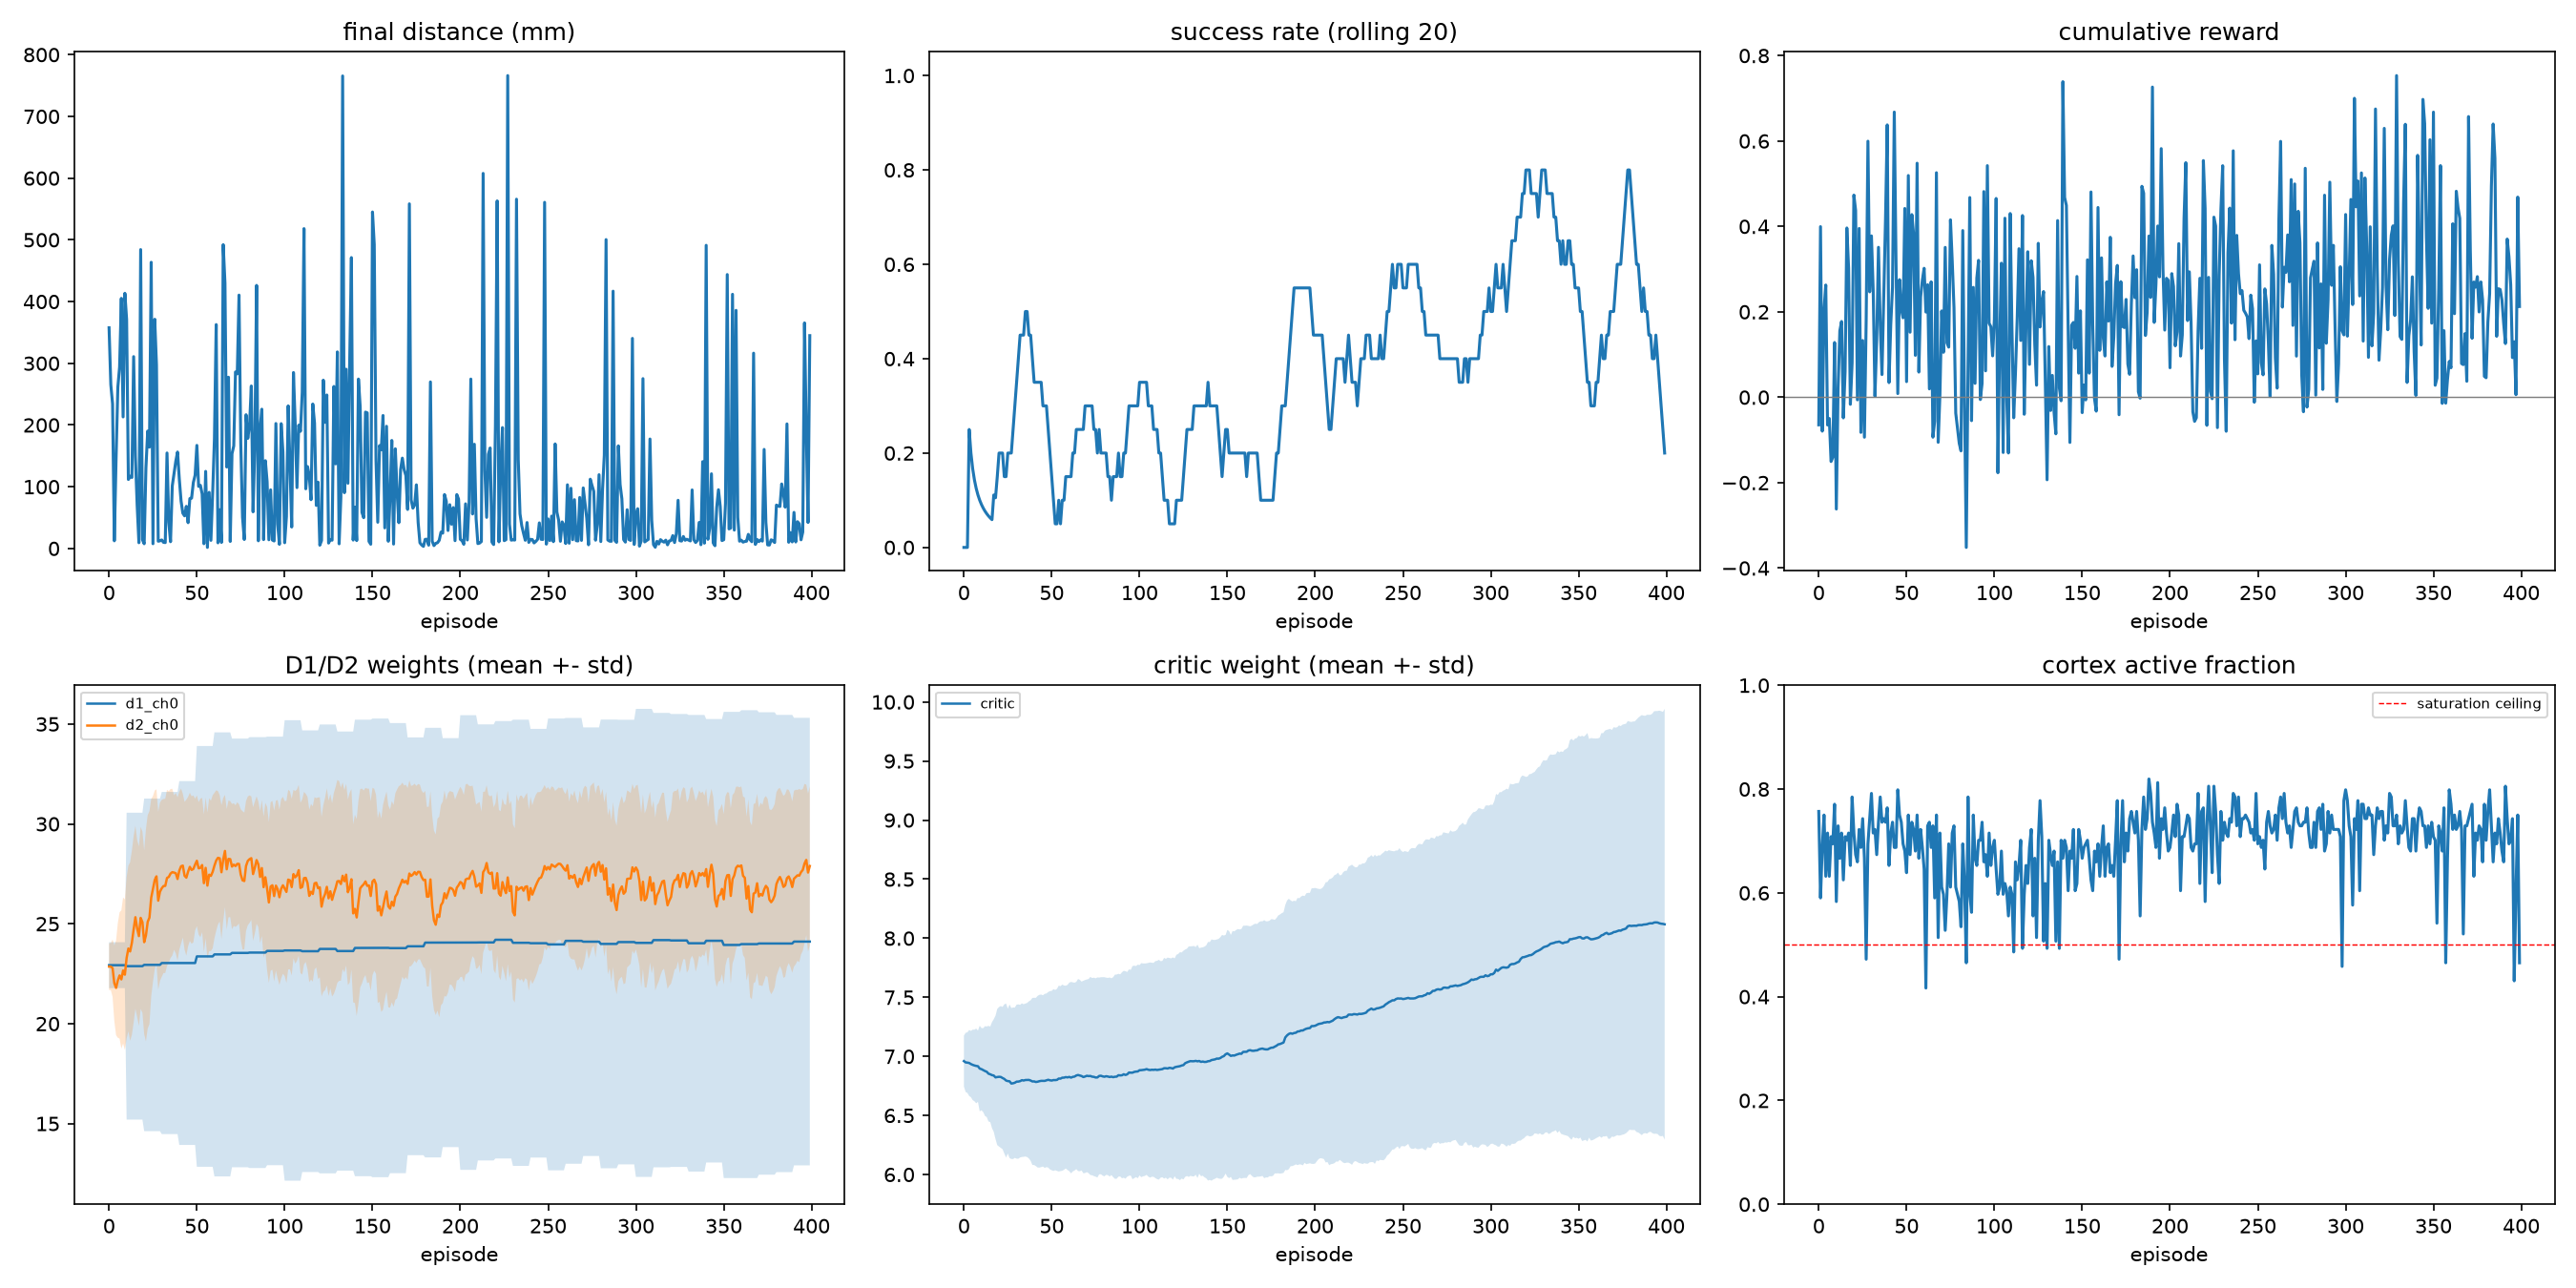 final distance (mm)
800
700
600
500
400
300
200
100
0
0 50 100 150 200 250 300 350 400
episode
success rate (rolling 20)
1.0
0.8
0.6
0.4
0.2
0.0
0 50 100 150 200 250 300 350 400
episode
cumulative reward
0.8
0.6
0.4
0.2
0.0
−0.2
−0.4
0 50 100 150 200 250 300 350 400
episode
D1/D2 weights (mean +- std)
d1_ch0
d2_ch0
35
30
25
20
15
0 50 100 150 200 250 300 350 400
episode
critic weight (mean +- std)
critic
10.0
9.5
9.0
8.5
8.0
7.5
7.0
6.5
6.0
0 50 100 150 200 250 300 350 400
episode
cortex active fraction
saturation ceiling
1.0
0.8
0.6
0.4
0.2
0.0
0 50 100 150 200 250 300 350 400
episode